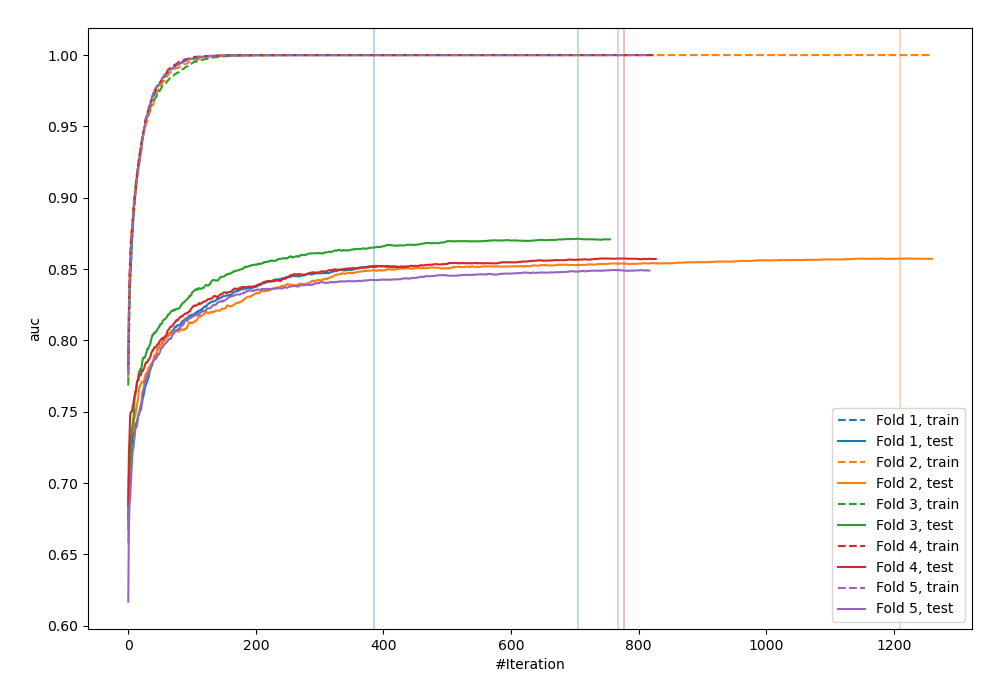 1.00
0.95
0.90
0.85
0.80
0.75
0.70
0.65
0.60
auc
0 200 400 600 800 1000 1200
#Iteration
Fold 1, train
Fold 1, test
Fold 2, train
Fold 2, test
Fold 3, train
Fold 3, test
Fold 4, train
Fold 4, test
Fold 5, train
Fold 5, test